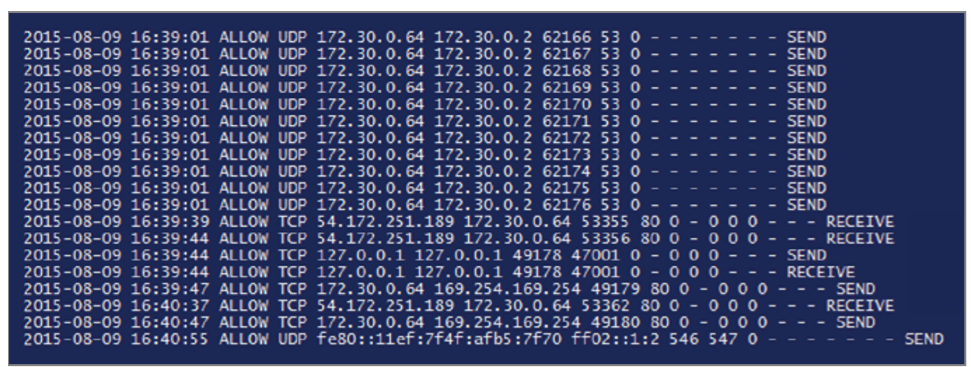 2015-08-09 16:39:01 ALLOW UDP 172.30.0.64 172.30.0.2 62166 53 0 - - - - - - - SEND
2015-08-09 16:39:01 ALLOW UDP 172.30.0.64 172.30.0.2 62167 53 0 - - - - - - - SEND
2015-08-09 16:39:01 ALLOW UDP 172.30.0.64 172.30.0.2 62168 53 0 - - - - - - - SEND
2015-08-09 16:39:01 ALLOW UDP 172.30.0.64 172.30.0.2 62169 53 0 - - - - - - - SEND
2015-08-09 16:39:01 ALLOW UDP 172.30.0.64 172.30.0.2 62170 53 0 - - - - - - - SEND
2015-08-09 16:39:01 ALLOW UDP 172.30.0.64 172.30.0.2 62171 53 0 - - - - - - - SEND
2015-08-09 16:39:01 ALLOW UDP 172.30.0.64 172.30.0.2 62172 53 0 - - - - - - - SEND
2015-08-09 16:39:01 ALLOW UDP 172.30.0.64 172.30.0.2 62173 53 0 - - - - - - - SEND
2015-08-09 16:39:01 ALLOW UDP 172.30.0.64 172.30.0.2 62174 53 0 - - - - - - - SEND
2015-08-09 16:39:01 ALLOW UDP 172.30.0.64 172.30.0.2 62175 53 0 - - - - - - - SEND
2015-08-09 16:39:01 ALLOW UDP 172.30.0.64 172.30.0.2 62176 53 0 - - - - - - - SEND
2015-08-09 16:39:39 ALLOW TCP 54.172.251.189 172.30.0.64 53355 80 0 - 0 0 0 - - - RECEIVE
2015-08-09 16:39:44 ALLOW TCP 54.172.251.189 172.30.0.64 53356 80 0 - 0 0 0 - - - RECEIVE
2015-08-09 16:39:44 ALLOW TCP 127.0.0.1 127.0.0.1 49178 47001 0 - 0 0 0 - - - SEND
2015-08-09 16:39:44 ALLOW TCP 127.0.0.1 127.0.0.1 49178 47001 0 - 0 0 0 - - - RECEIVE
2015-08-09 16:39:47 ALLOW TCP 172.30.0.64 169.254.169.254 49179 80 0 - 0 0 0 - - - SEND
2015-08-09 16:40:37 ALLOW TCP 54.172.251.189 172.30.0.64 53362 80 0 - 0 0 0 - - - RECEIVE
2015-08-09 16:40:47 ALLOW TCP 172.30.0.64 169.254.169.254 49180 80 0 - 0 0 0 - - - SEND
2015-08-09 16:40:55 ALLOW UDP fe80::11ef:7f4f:afb5:7f70 ff02::1:2 546 547 0 - - - - - - - SEND